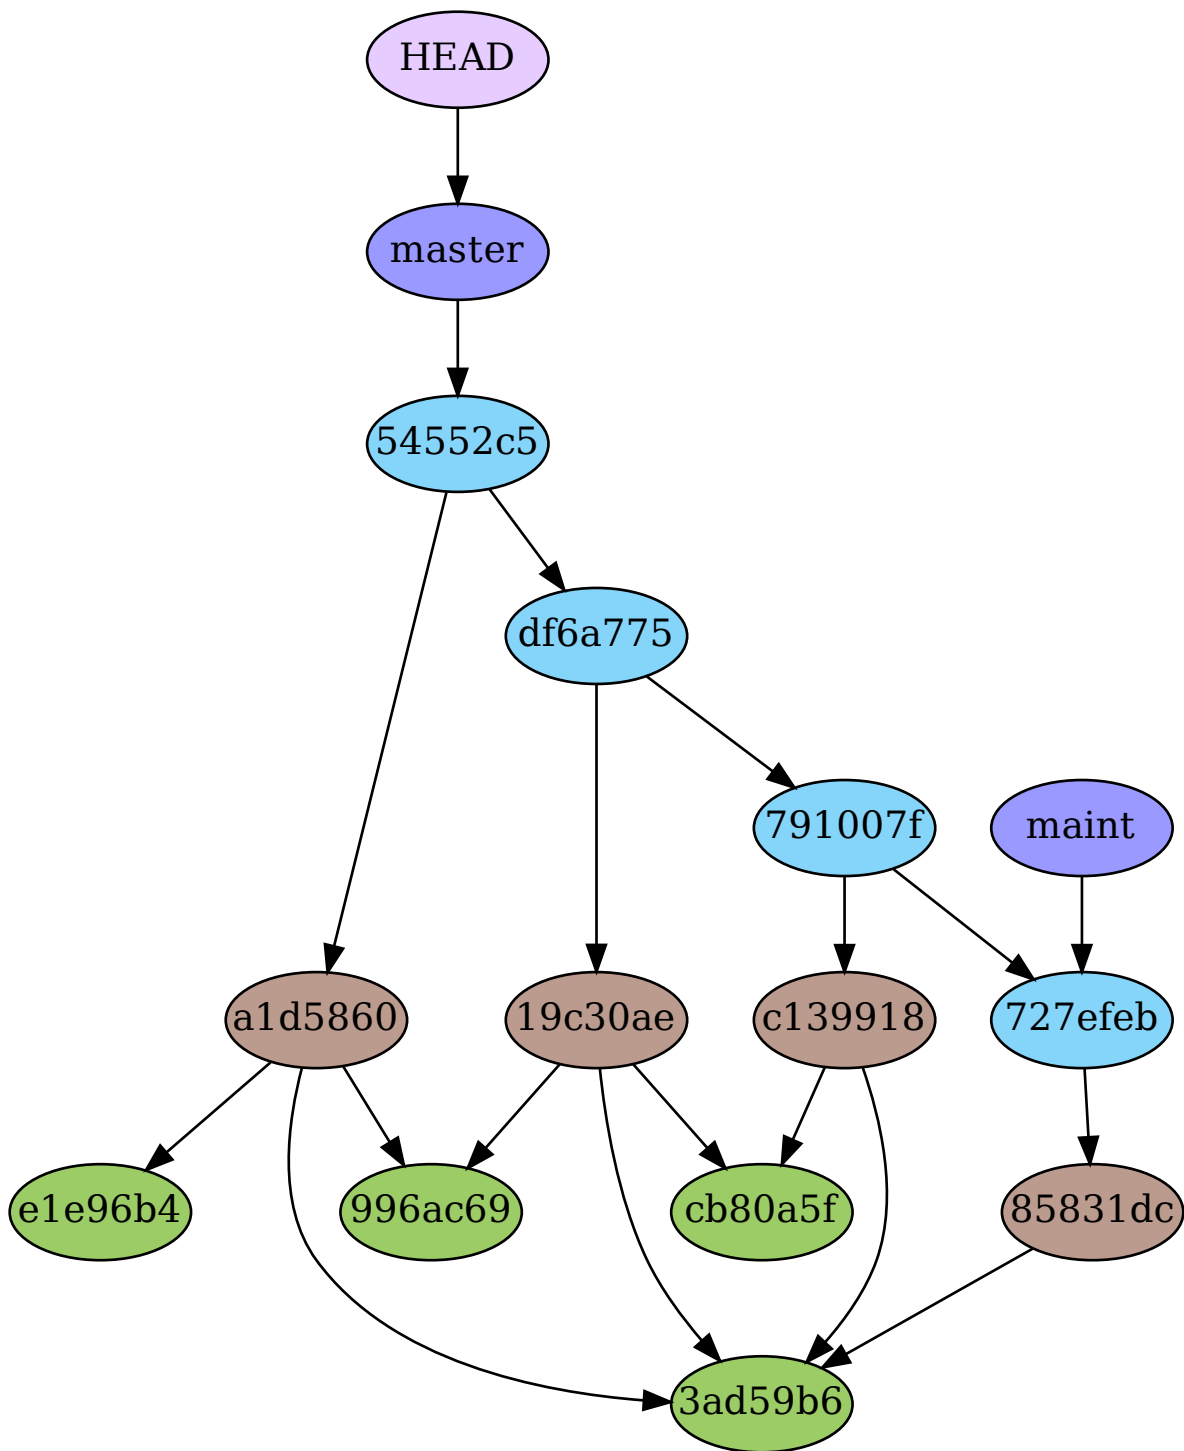 HEAD
master
54552c5
df6a775
791007f
maint
a1d5860
19c30ae
c139918
727efeb
e1e96b4
996ac69
cb80a5f
85831dc
3ad59b6